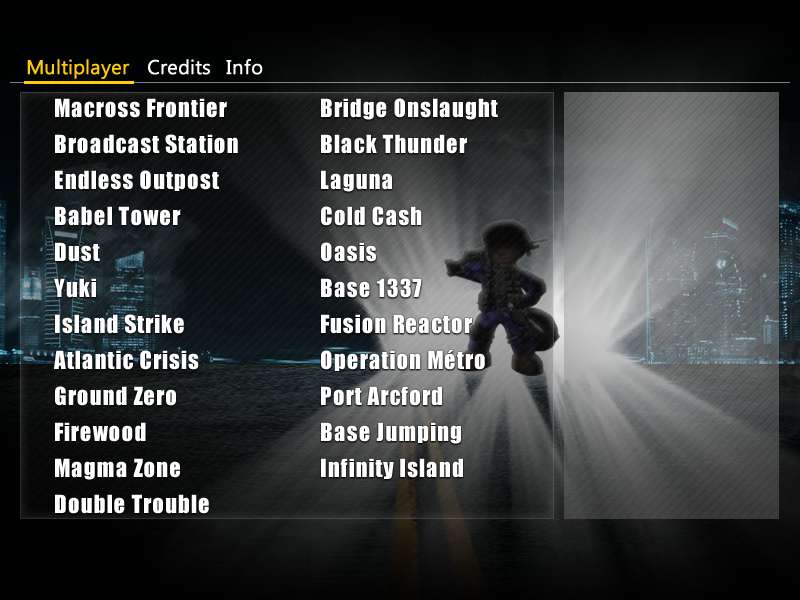 Multiplayer Credits Info
Macross Frontier
Broadcast Station
Endless Outpost
Babel Tower
Dust
Yuki
Island Strike
Atlantic Crisis
Ground Zero
Firewood
Magma Zone
Double Trouble
Bridge Onslaught
Black Thunder
Laguna
Cold Cash
Oasis
Base 1337
Fusion Reactor
Operation Métro
Port Arcford
Base Jumping
Infinity Island